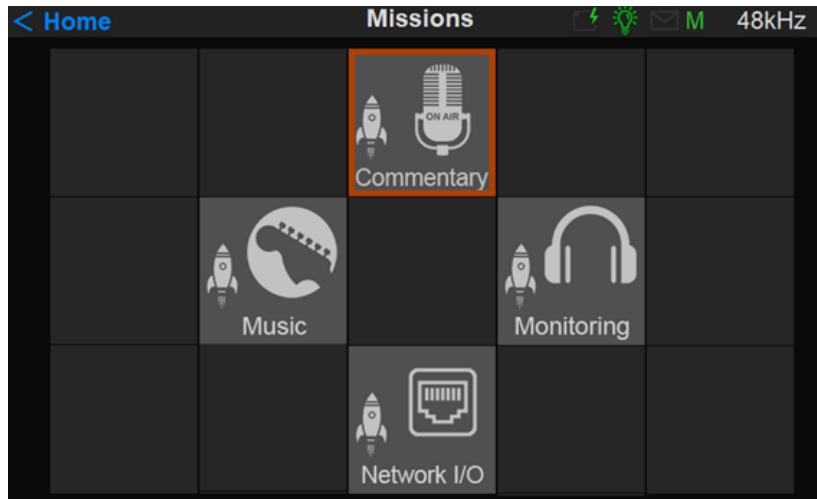 < Home Missions M 48kHz
ON AIR
Commentary
Music Monitoring
Network I/O